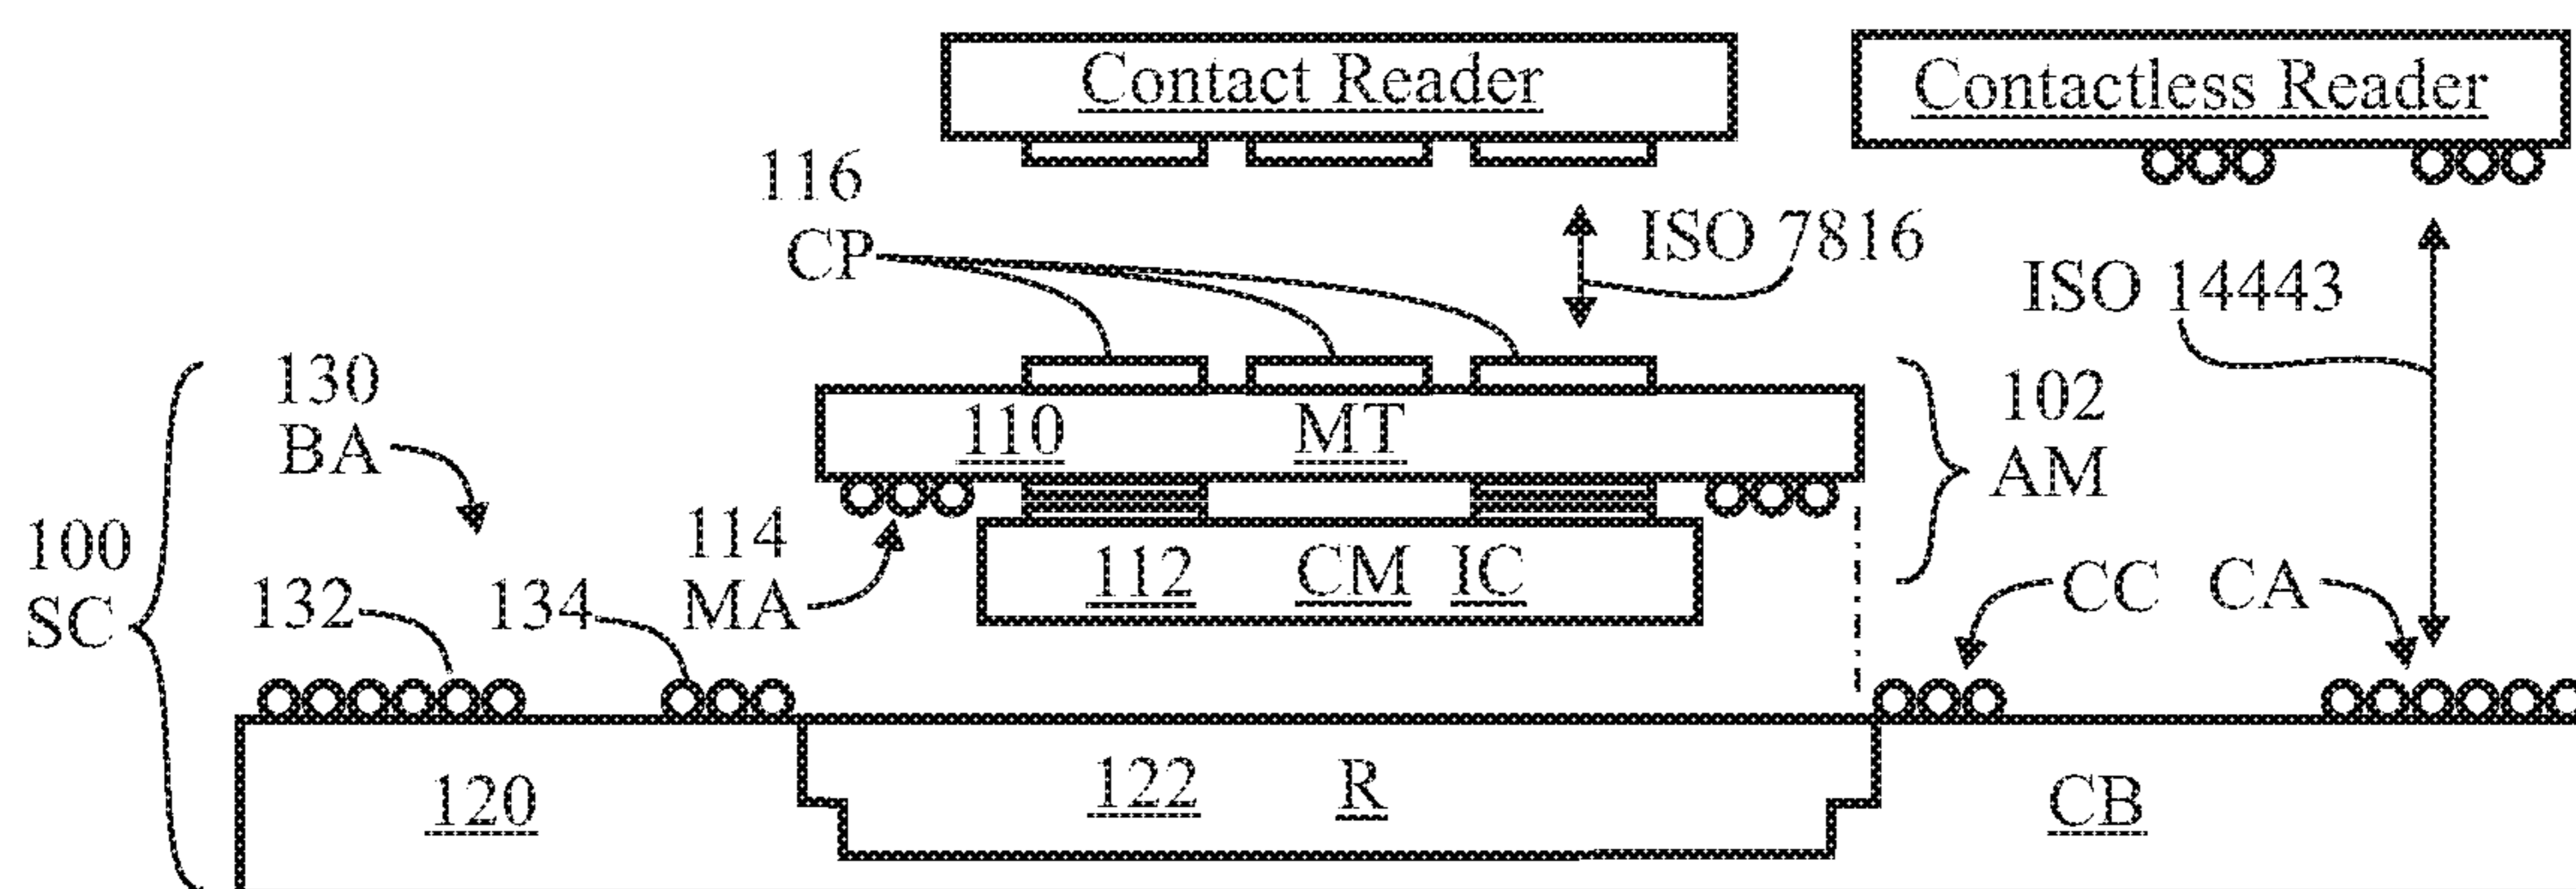 Contact Reader
Contactless Reader
116
CP
ISO 7816
ISO 14443
130
BA
110 MT
102
AM
100
SC
114
MA
112 CM IC
132
134
CC CA
120
122 R
CB